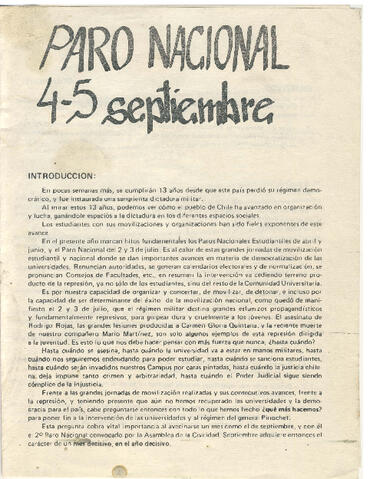 PARO NACIONAL
4-5 septiembre
INTRODUCCION:
En pocas semanas más, se cumplirán 13 años desde que este país perdió su régimen demo-
crático, y fue instaurada una sangrienta dictadura militar.
Al mirar estos 13 años, podemos ver cómo el pueblo de Chile ha avanzado en organización
y lucha, ganándole espacios a la dictadura en los diferentes espacios sociales.
Los estudiantes con sus movilizaciones y organizaciones han sido fieles exponentes de este
avance.
En el presente año marcan hitos fundamentales los Paros Nacionales Estudiantiles de abril y
junio, y el Paro Nacional del 2 y 3 de julio. Es al calor de estas grandes jornadas de movilización
estudiantil y nacional donde se dan importantes avances en materia de democratización de las
universidades. Renuncian autoridades, se generan calendarios electorales y de normalización, se
pronuncian Consejos de Facultades, etc., en resumen la intervención va cediendo terreno pro-
ducto de la represión, ya no sólo de los estudiantes, sino del resto de la Comunidad Universitaria.
Es por nuestra capacidad de organizar y concertar, de movilizar, de detonar, e incluso por
la capacidad de ser determinante del éxito de la movilización nacional, como quedó de mani-
fiesto el 2 y 3 de julio, que el régimen militar destina grandes esfuerzos propagandísticos y
fundamentalmente represivos, para golpear dura y cruelmente a los jóvenes. El asesinato de
Rodrigo Rojas, las grandes lesiones producidas a Carmen Gloria Quintana, y la reciente muerte
de nuestro compañero Mario Martínez, son solo algunos ejemplos de esta represión dirigida
a la juventud. Es esto lo que nos debe hacer pensar con más fuerza que nunca, ¿hasta cuándo?
Hasta cuándo se asesina, hasta cuándo la universidad va a estar en manos militares, hasta
cuándo nos seguiremos endeudando para poder estudiar, hasta cuándo se sanciona estudiantes,
hasta cuándo serán invadidos nuestros Campus por caras pintadas, hasta cuándo la justicia chile-
na deja impune tanto crimen y arbitrariedad, hasta cuándo el Poder Judicial sigue siendo
cómplice de la injusticia.
Frente a las grandes jornadas de movilización realizadas y sus consecutivos avances, frente a
la represión, y teniendo presente que aún no hemos recuperado las universidades y la demo-
cracia para el país, cabe preguntarse entonces con todo lo que hemos hecho ¿qué más hacemos?
para poner fin a la intervención de las universidades y al régimen del general Pinochet.
Esta pregunta cobra vital importancia al avecinarse un mes como el de septiembre, y con él
el 2º Paro Nacional convocado por la Asamblea de la Civilidad. Septiembre adquiere entonces el
carácter de un mes decisivo, en el año decisivo.